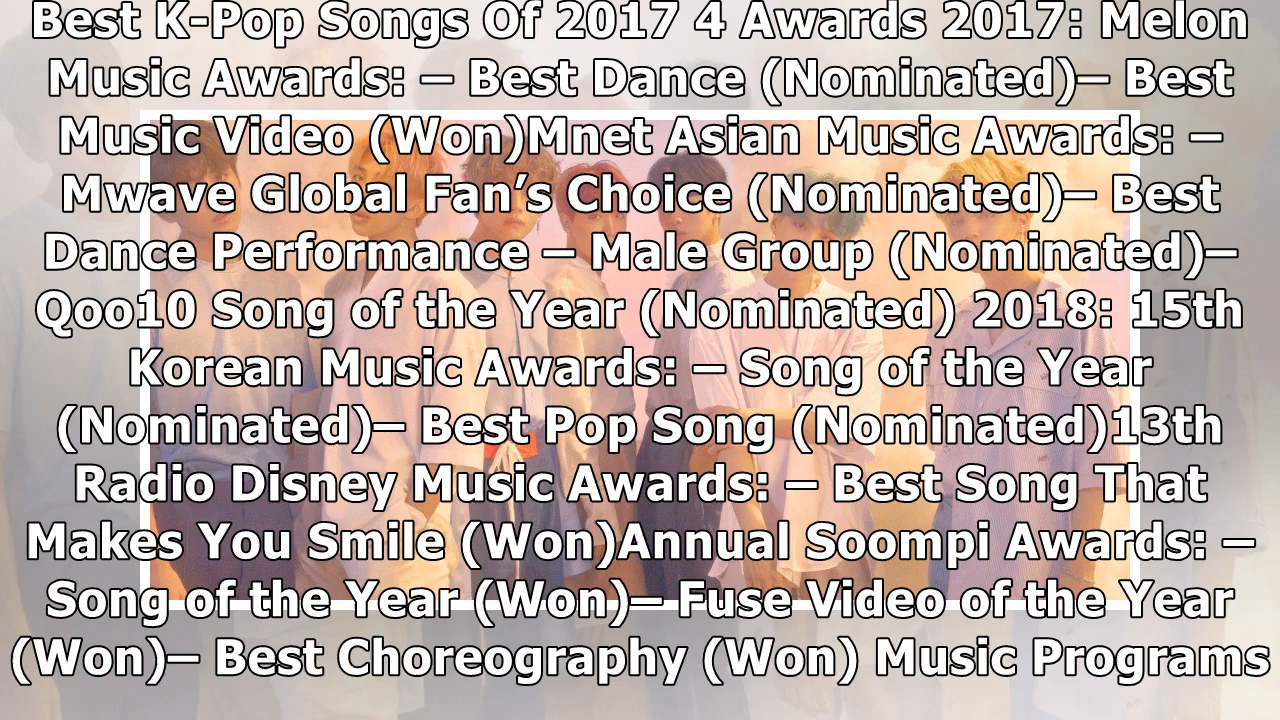 Best K-Pop Songs Of 2017 4 Awards 2017: Melon
Music Awards: – Best Dance (Nominated)– Best
Music Video (Won)Mnet Asian Music Awards: –
Mwave Global Fan’s Choice (Nominated)– Best
Dance Performance – Male Group (Nominated)–
Qoo10 Song of the Year (Nominated) 2018: 15th
Korean Music Awards: – Song of the Year
(Nominated)– Best Pop Song (Nominated)13th
Radio Disney Music Awards: – Best Song That
Makes You Smile (Won)Annual Soompi Awards: –
Song of the Year (Won)– Fuse Video of the Year
(Won)– Best Choreography (Won) Music Programs